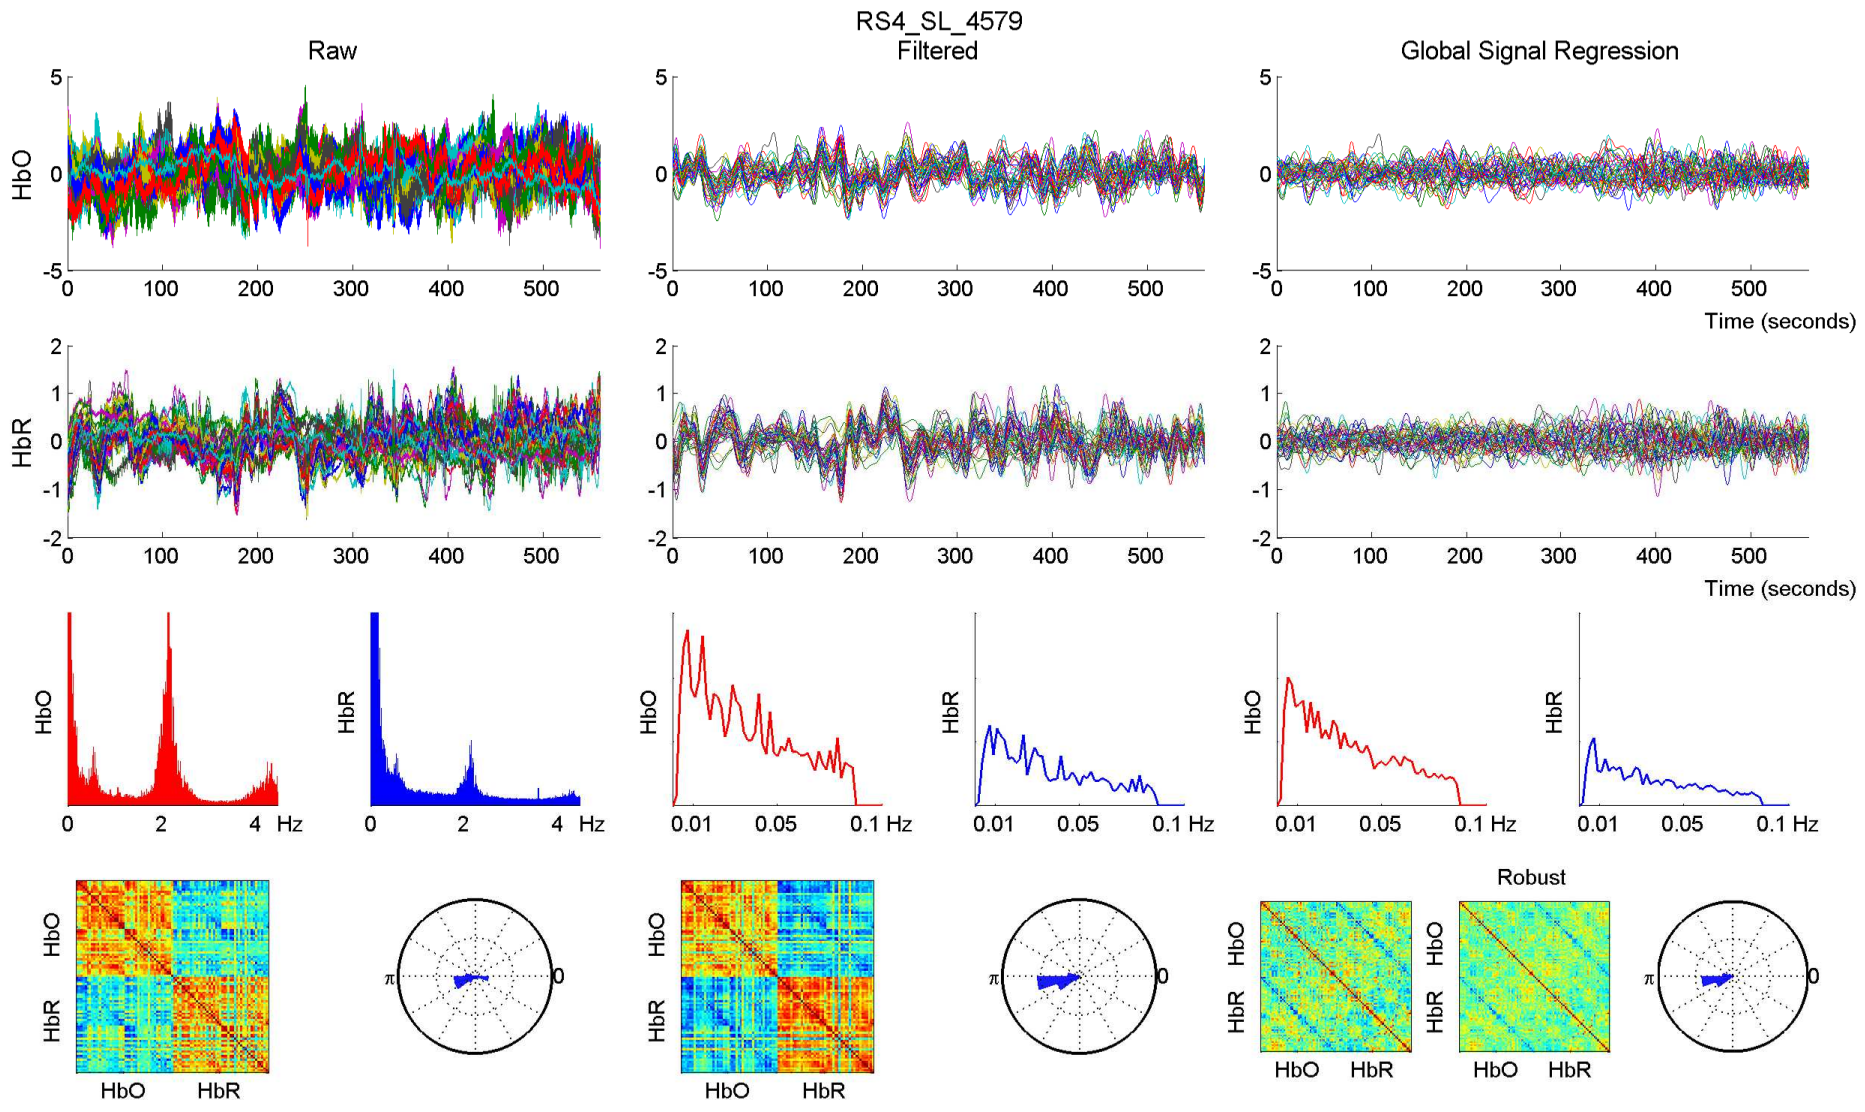 RS4_SL_4579
Raw
Filtered
Global Signal Regression
HbO
5
0
-5
0 100 200 300 400 500
5
0
-5
0 100 200 300 400 500
5
0
-5
0 100 200 300 400 500
Time (seconds)
HbR
2
1
0
-1
-2
0 100 200 300 400 500
2
1
0
-1
-2
0 100 200 300 400 500
2
1
0
-1
-2
0 100 200 300 400 500
Time (seconds)
HbO
0 2 4 Hz
HbR
0 2 4 Hz
HbO
0.01 0.05 0.1 Hz
HbR
0.01 0.05 0.1 Hz
HbO
0.01 0.05 0.1 Hz
HbR
0.01 0.05 0.1 Hz
HbO
HbR
HbO HbR
π 0
HbO
HbR
HbO HbR
π 0
HbO
HbR
HbO HbR
Robust
HbO
HbR
HbO HbR
π 0